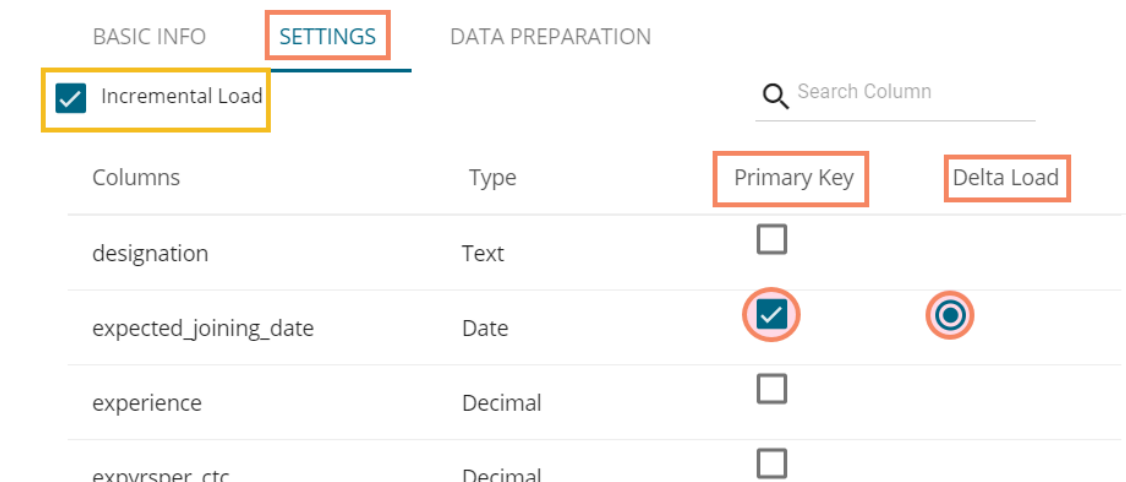 BASIC INFO SETTINGS DATA PREPARATION
Incremental Load Search Column
Columns Type Primary Key Delta Load
designation Text
expected_joining_date Date
experience Decimal
expyrsper_ctc Decimal